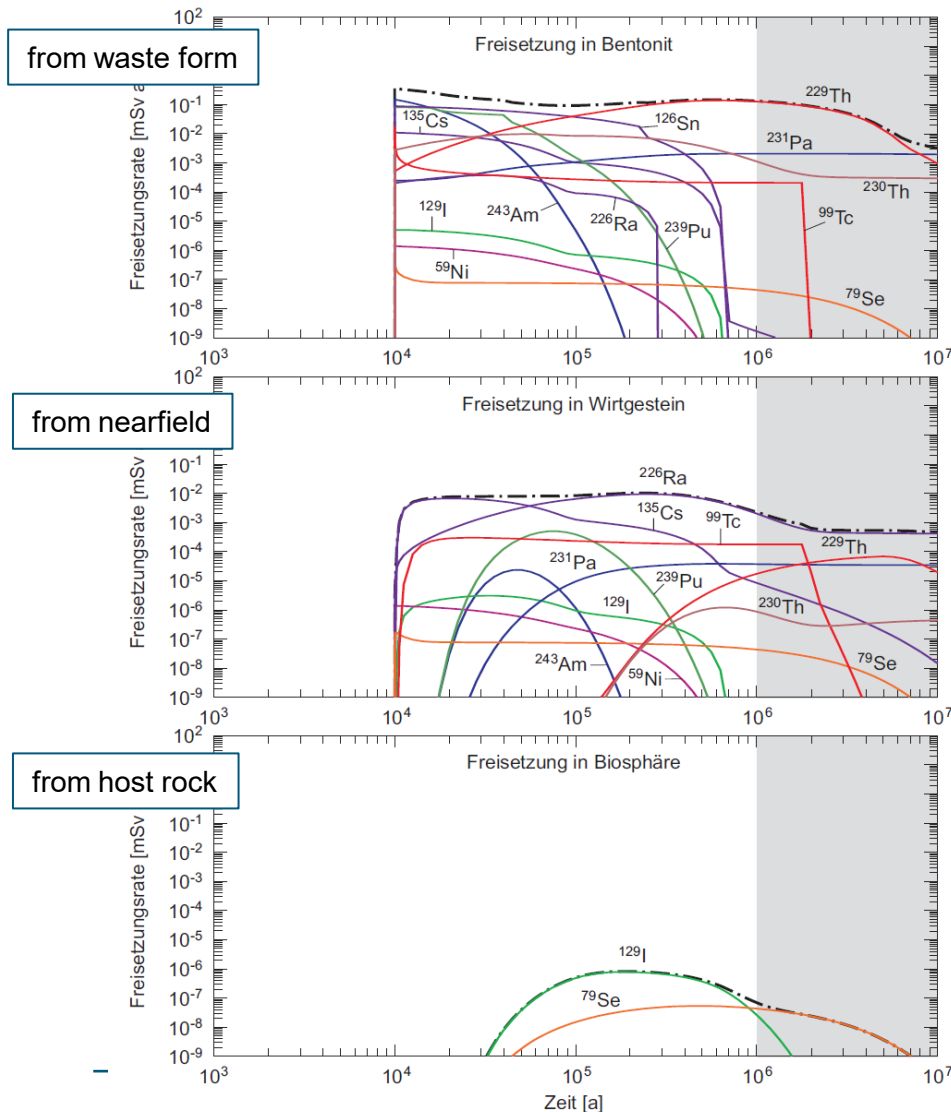 from waste form
Freisetzung in Bentonit
Freisetzungsrate [mSv a
10² 10⁻¹ 10⁻² 10⁻³ 10⁻⁴ 10⁻⁵ 10⁻⁶ 10⁻⁷ 10⁻⁸ 10⁻⁹
²²⁹Th
¹³⁵Cs
¹²⁶Sn
²³¹Pa
²³⁰Th
²⁴³Am
²²⁶Ra
²³⁹Pu
⁹⁹Tc
¹²⁹I
⁵⁹Ni
⁷⁹Se
10³ 10⁴ 10⁵ 10⁶ 10⁷
from nearfield
Freisetzung in Wirtgestein
Freisetzungsrate [mSv
10² 10⁻¹ 10⁻² 10⁻³ 10⁻⁴ 10⁻⁵ 10⁻⁶ 10⁻⁷ 10⁻⁸ 10⁻⁹
²²⁶Ra
¹³⁵Cs
⁹⁹Tc
²²⁹Th
²³¹Pa
²³⁹Pu
¹²⁹I
²³⁰Th
²⁴³Am
⁵⁹Ni
⁷⁹Se
10³ 10⁴ 10⁵ 10⁶ 10⁷
from host rock
Freisetzung in Biosphäre
Freisetzungsrate [mSv
10² 10⁻¹ 10⁻² 10⁻³ 10⁻⁴ 10⁻⁵ 10⁻⁶ 10⁻⁷ 10⁻⁸ 10⁻⁹
¹²⁹I
⁷⁹Se
10³ 10⁴ 10⁵ 10⁶ 10⁷
Zeit [a]